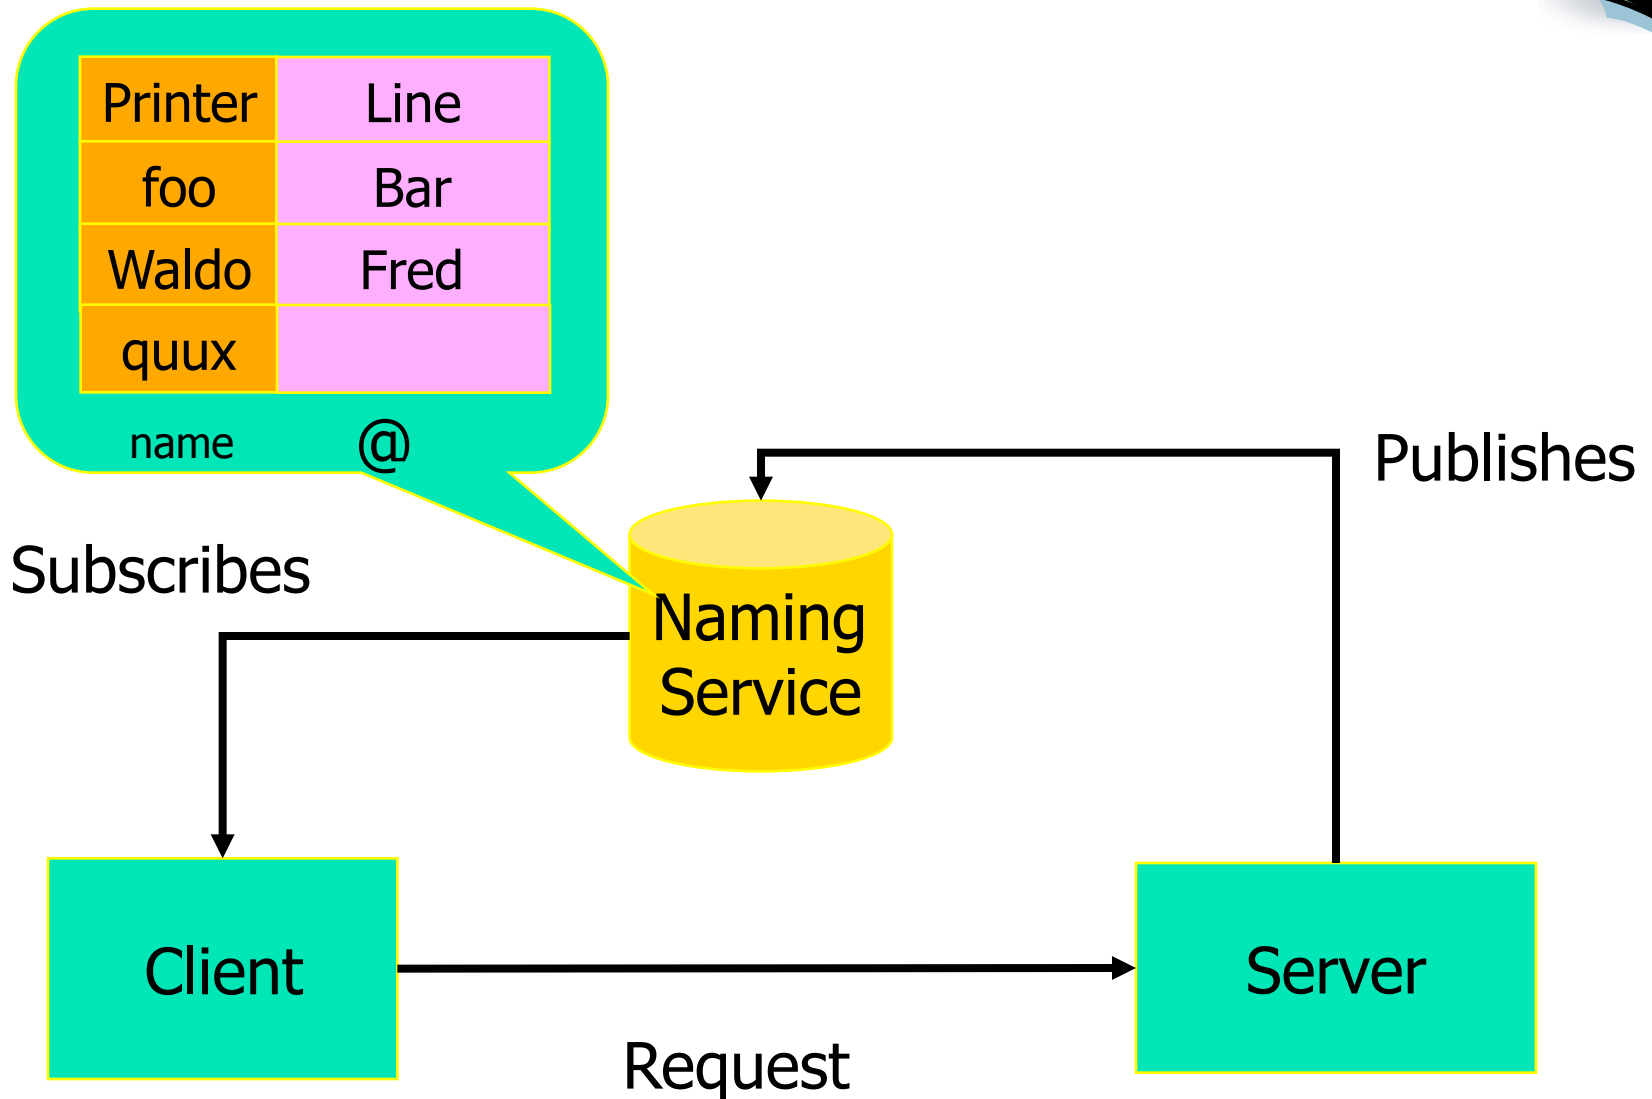 Printer Line
foo Bar
Waldo Fred
quux
name @
Publishes
Subscribes
Naming
Service
Client
Server
Request